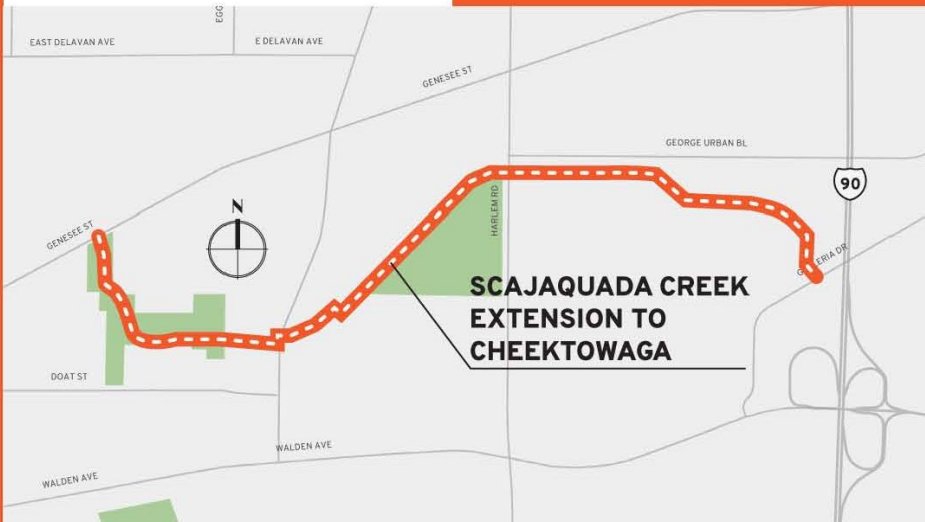 EGG
EAST DELAVAN AVE
E DELAVAN AVE
GENESEE ST
GEORGE URBAN BL
90
N
HARLEM RD
GENESEE ST
SCAJAQUADA CREEK
EXTENSION TO
CHEEKTOWAGA
DOAT ST
WALDEN AVE
WALDEN AVE